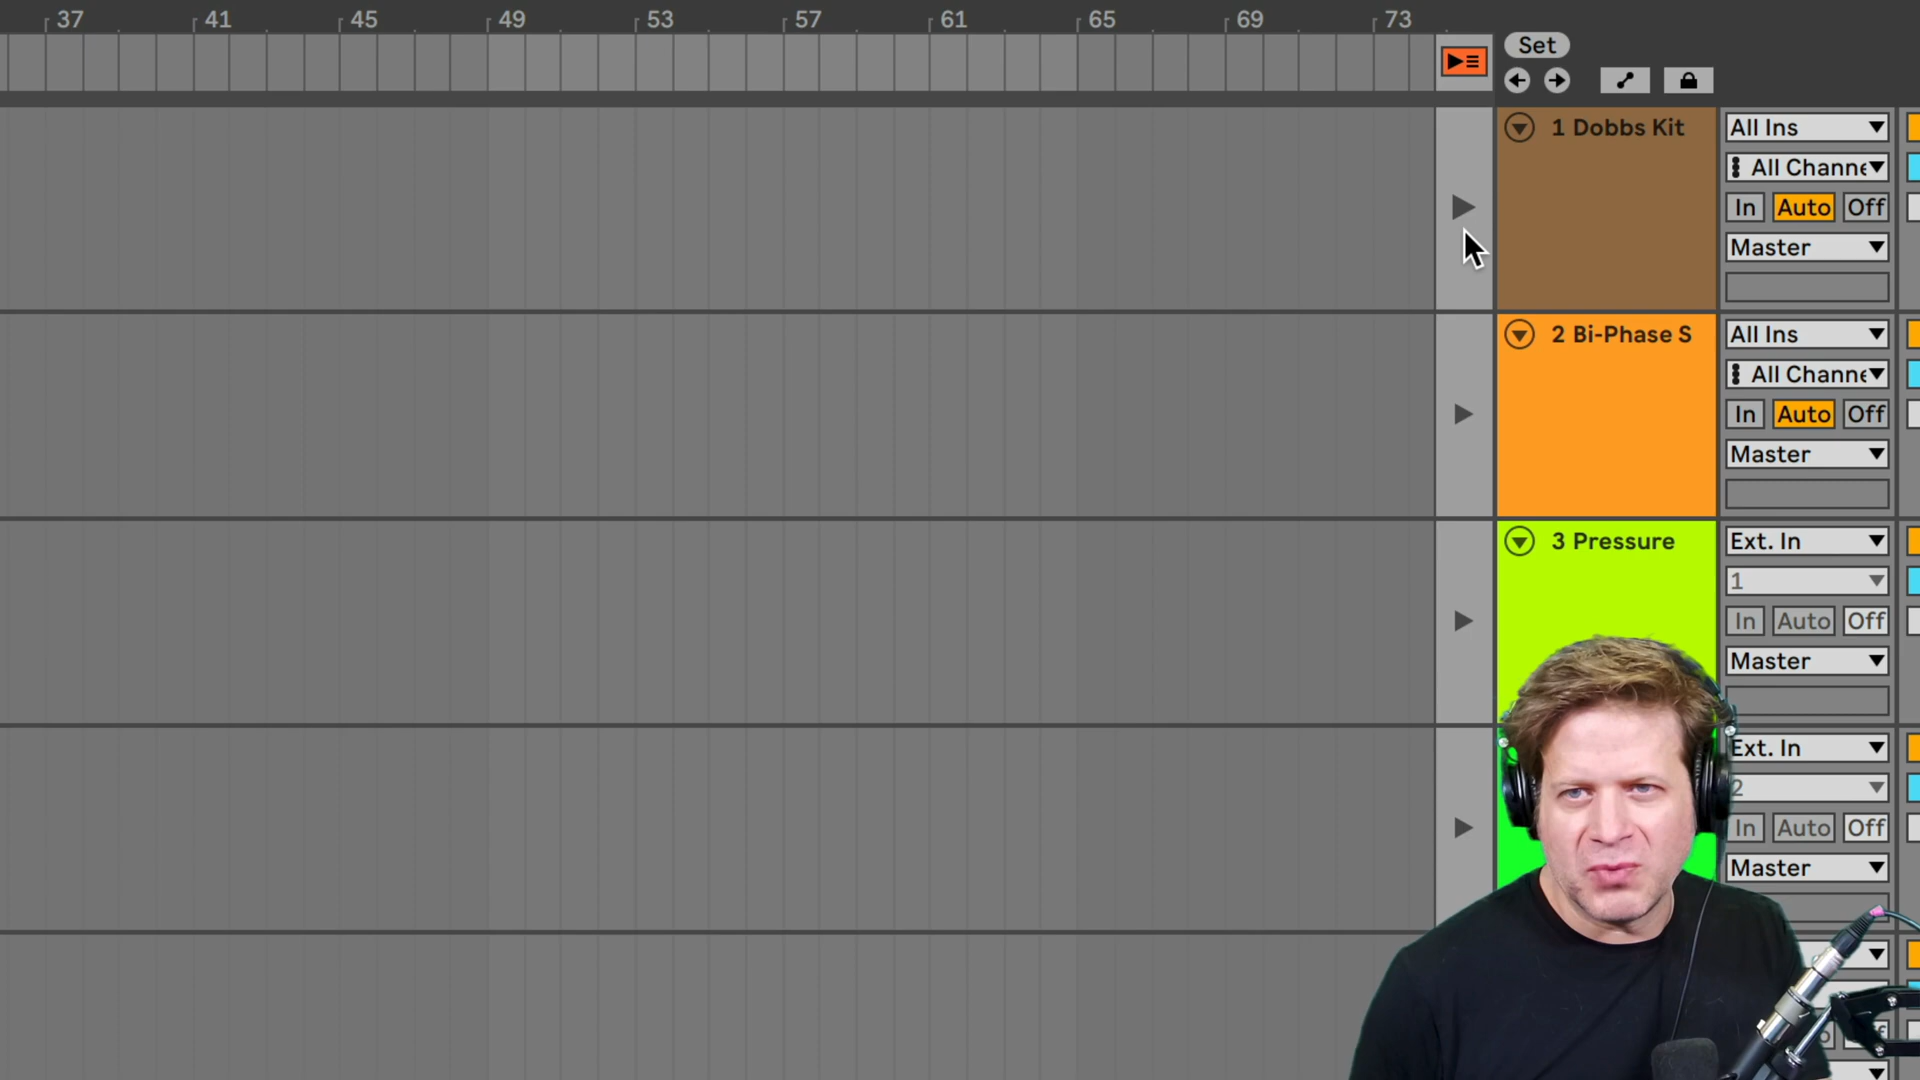 37 41 45 49 53 57 61 65 69 73
Set
1 Dobbs Kit
All Ins
All Channe
In Auto Off
Master
2 Bi-Phase S
All Ins
All Channe
In Auto Off
Master
3 Pressure
Ext. In
1
In Auto Off
Master
Ext. In
2
In Auto Off
Master